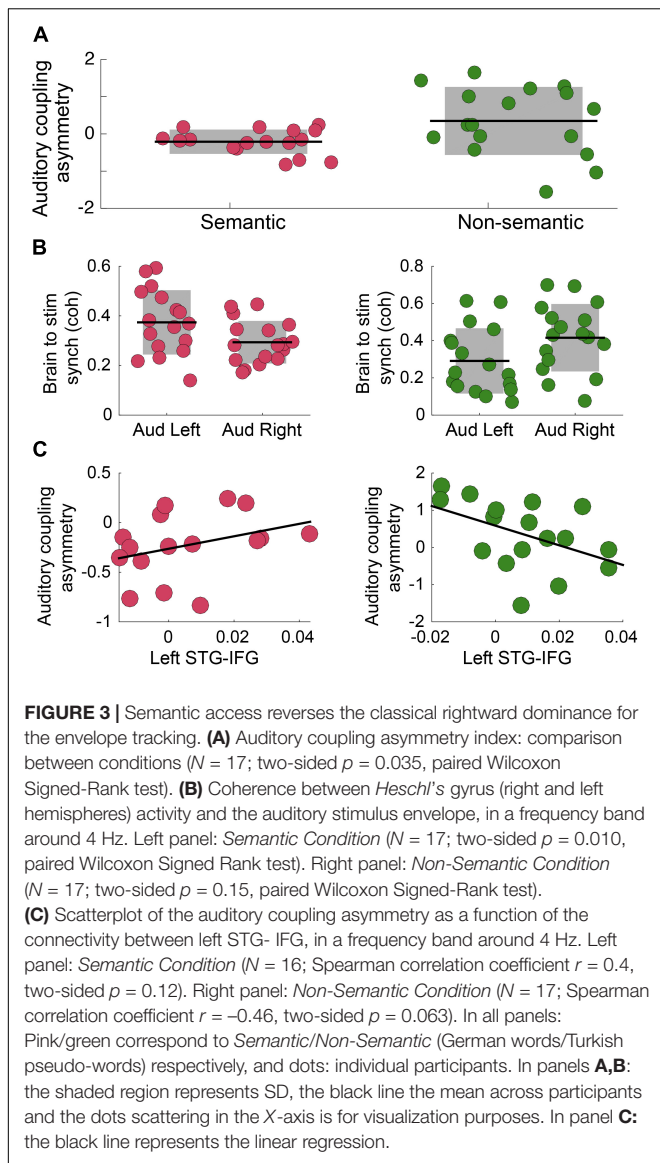 A
Auditory coupling
asymmetry
2
0
-2
Semantic
Non-semantic
B
Brain to stim
synch (coh)
0.6
0.4
0.2
0
Aud Left
Aud Right
0.8
0.6
0.4
0.2
0
Aud Left
Aud Right
C
Auditory coupling
asymmetry
0.5
0
-0.5
-1
0
0.02
0.04
Left STG-IFG
Auditory coupling
asymmetry
2
1
0
-1
-2
-0.02
0
0.02
0.04
Left STG-IFG
FIGURE 3 | Semantic access reverses the classical rightward dominance for
the envelope tracking. (A) Auditory coupling asymmetry index: comparison
between conditions (N = 17; two-sided p = 0.035, paired Wilcoxon
Signed-Rank test). (B) Coherence between Heschl's gyrus (right and left
hemispheres) activity and the auditory stimulus envelope, in a frequency band
around 4 Hz. Left panel: Semantic Condition (N = 17; two-sided p = 0.010,
paired Wilcoxon Signed Rank test). Right panel: Non-Semantic Condition
(N = 17; two-sided p = 0.15, paired Wilcoxon Signed-Rank test).
(C) Scatterplot of the auditory coupling asymmetry as a function of the
connectivity between left STG- IFG, in a frequency band around 4 Hz. Left
panel: Semantic Condition (N = 16; Spearman correlation coefficient r = 0.4,
two-sided p = 0.12). Right panel: Non-Semantic Condition (N = 17; Spearman
correlation coefficient r = –0.46, two-sided p = 0.063). In all panels:
Pink/green correspond to Semantic/Non-Semantic (German words/Turkish
pseudo-words) respectively, and dots: individual participants. In panels A,B:
the shaded region represents SD, the black line the mean across participants
and the dots scattering in the X-axis is for visualization purposes. In panel C:
the black line represents the linear regression.